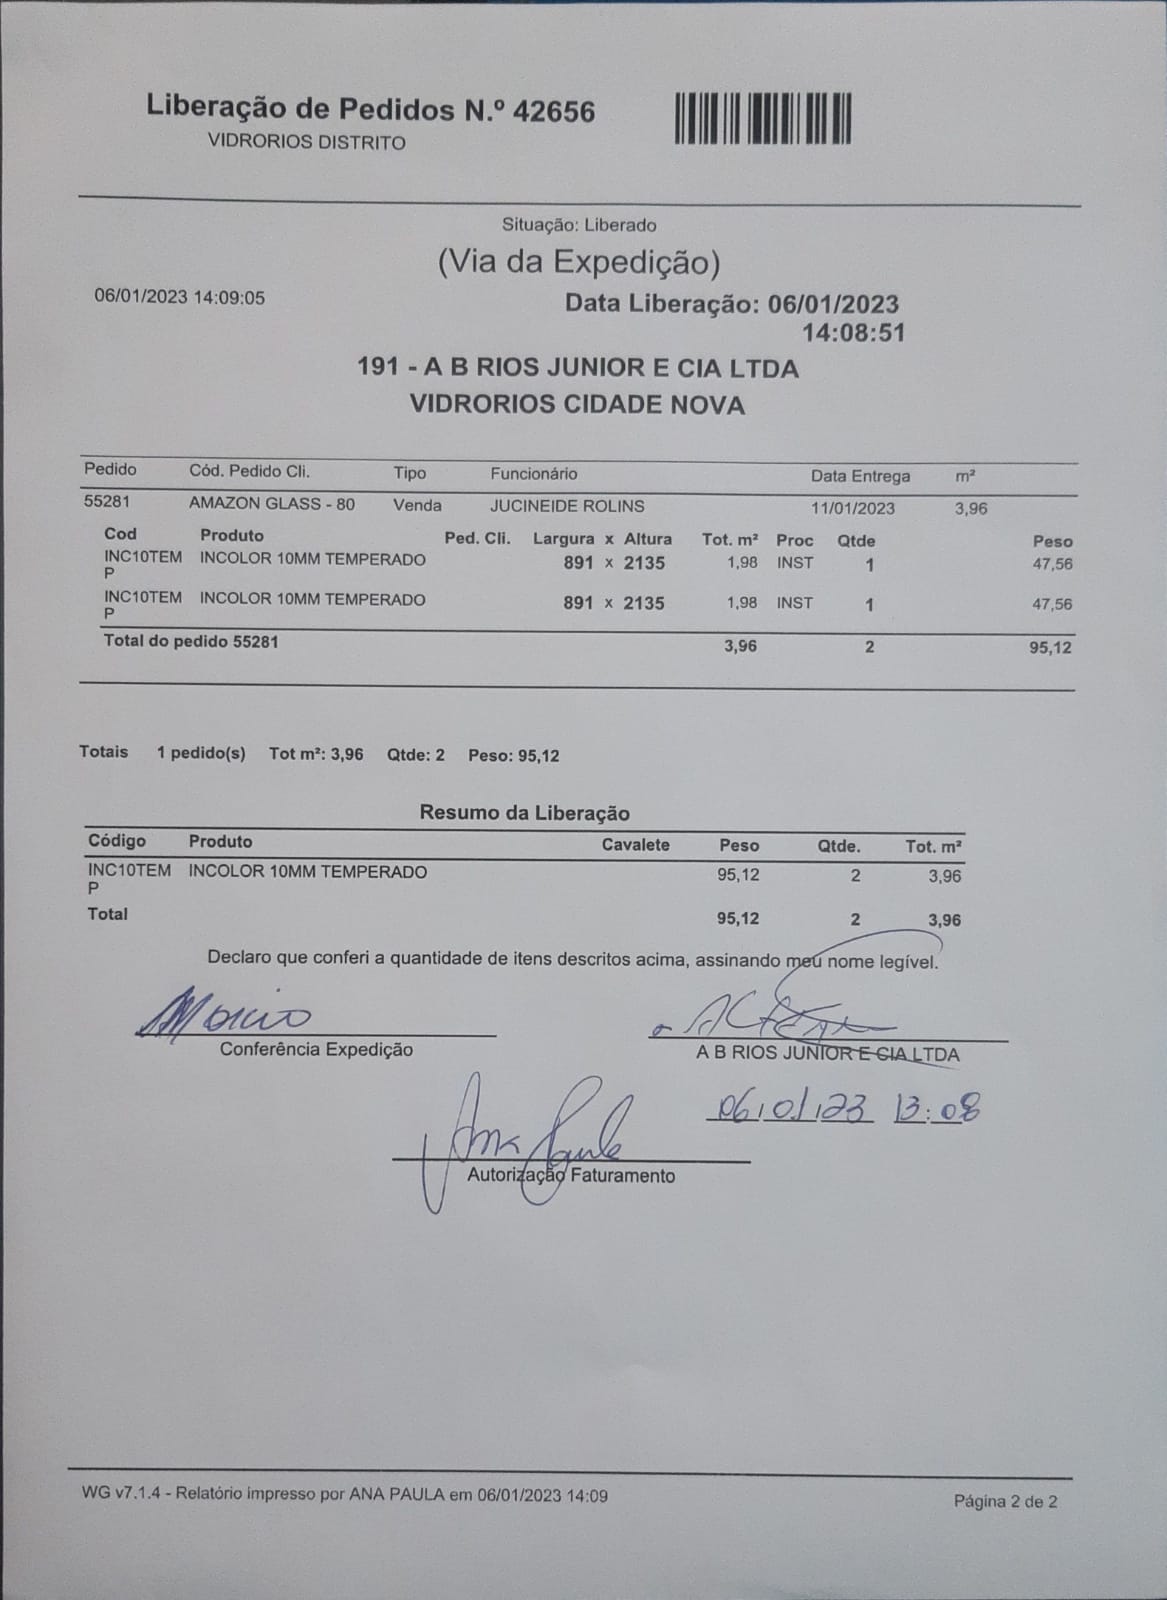 Liberação de Pedidos N.º 42656
VIDRORIOS DISTRITO
Situação: Liberado
(Via da Expedição)
06/01/2023 14:09:05
Data Liberação: 06/01/2023
14:08:51
191 - A B RIOS JUNIOR E CIA LTDA
VIDRORIOS CIDADE NOVA
Pedido Cód. Pedido Cli. Tipo Funcionário Data Entrega m²
55281 AMAZON GLASS - 80 Venda JUCINEIDE ROLINS 11/01/2023 3,96
Cod Produto Ped. Cli. Largura x Altura Tot. m² Proc Qtde Peso
INC10TEM INCOLOR 10MM TEMPERADO 891 x 2135 1,98 INST 1 47,56
P
INC10TEM INCOLOR 10MM TEMPERADO 891 x 2135 1,98 INST 1 47,56
P
Total do pedido 55281 3,96 2 95,12
Totais 1 pedido(s) Tot m²: 3,96 Qtde: 2 Peso: 95,12
Resumo da Liberação
Código Produto Cavalete Peso Qtde. Tot. m²
INC10TEM INCOLOR 10MM TEMPERADO 95,12 2 3,96
P
Total 95,12 2 3,96
Declaro que conferi a quantidade de itens descritos acima, assinando meu nome legível.
Conferência Expedição
A B RIOS JUNIOR E CIA LTDA
06/01/23 13:08
Ana Paula
Autorização Faturamento
WG v7.1.4 - Relatório impresso por ANA PAULA em 06/01/2023 14:09
Página 2 de 2